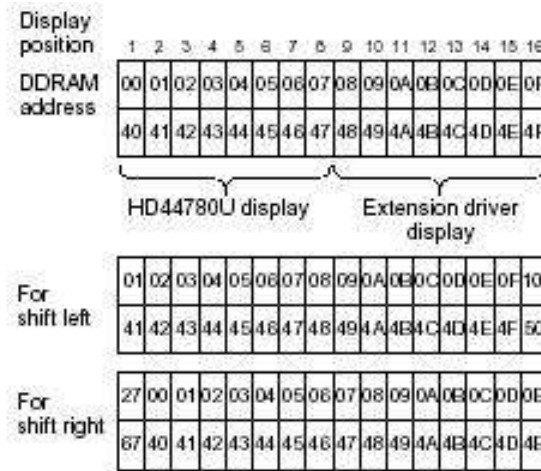 Display
position
1 2 3 4 5 6 7 8 9 10 11 12 13 14 15 16
DDRAM
address
00 01 02 03 04 05 06 07 08 09 0A 0B 0C 0D 0E 0F
40 41 42 43 44 45 46 47 48 49 4A 4B 4C 4D 4E 4F
HD44780U display
Extension driver
display
For
shift left
01 02 03 04 05 06 07 08 09 0A 0B 0C 0D 0E 0F 10
41 42 43 44 45 46 47 48 49 4A 4B 4C 4D 4E 4F 50
For
shift right
27 00 01 02 03 04 05 06 07 08 09 0A 0B 0C 0D 0E
67 40 41 42 43 44 45 46 47 48 49 4A 4B 4C 4D 4E